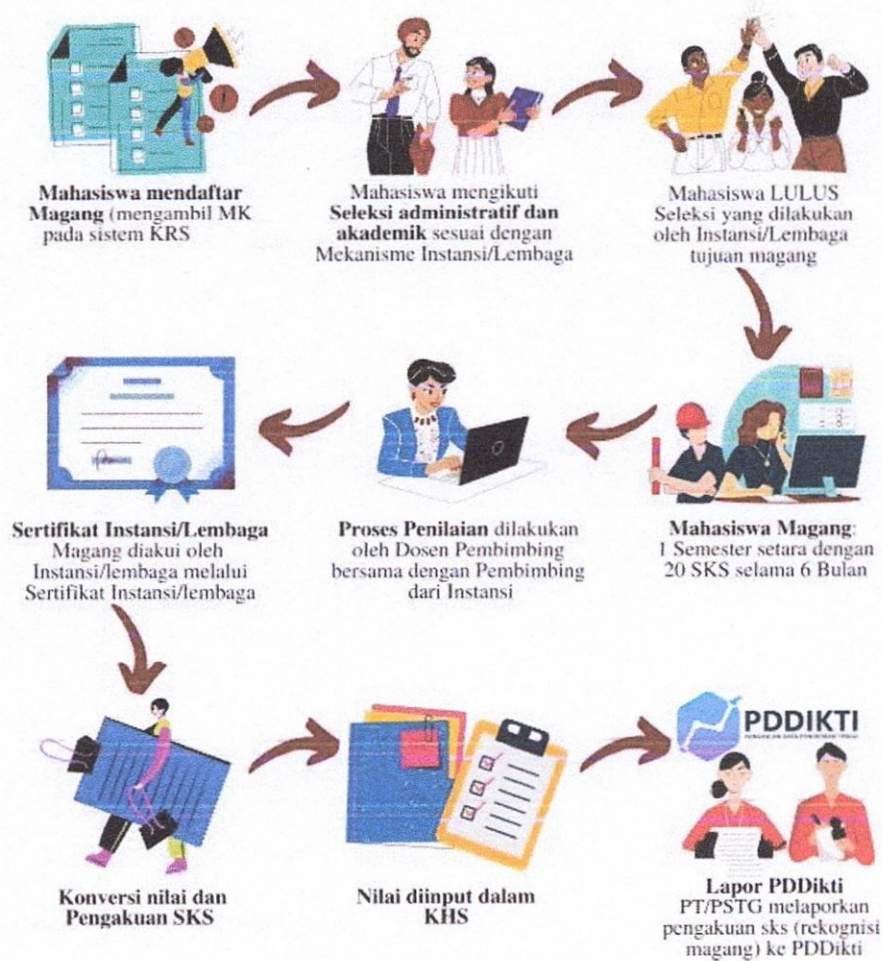 Mahasiswa mendaftar
Magang (mengambil MK
pada sistem KRS
Mahasiswa mengikuti
Seleksi administratif dan
akademik sesuai dengan
Mekanisme Instansi/Lembaga
Mahasiswa LULUS
Seleksi yang dilakukan
oleh Instansi/Lembaga
tujuan magang
Mahasiswa Magang:
1 Semester setara dengan
20 SKS selama 6 Bulan
Proses Penilaian dilakukan
oleh Dosen Pembimbing
bersama dengan Pembimbing
dari Instansi
Sertifikat Instansi/Lembaga
Magang diakui oleh
Instansi/lembaga melalui
Sertifikat Instansi/lembaga
Konversi nilai dan
Pengakuan SKS
Nilai diinput dalam
KHS
PDDIKTI
PANGKALAN DATA PENDIDIKAN TINGGI
Lapor PDDikti
PT/PSTG melaporkan
pengakuan sks (rekognisi
magang) ke PDDikti